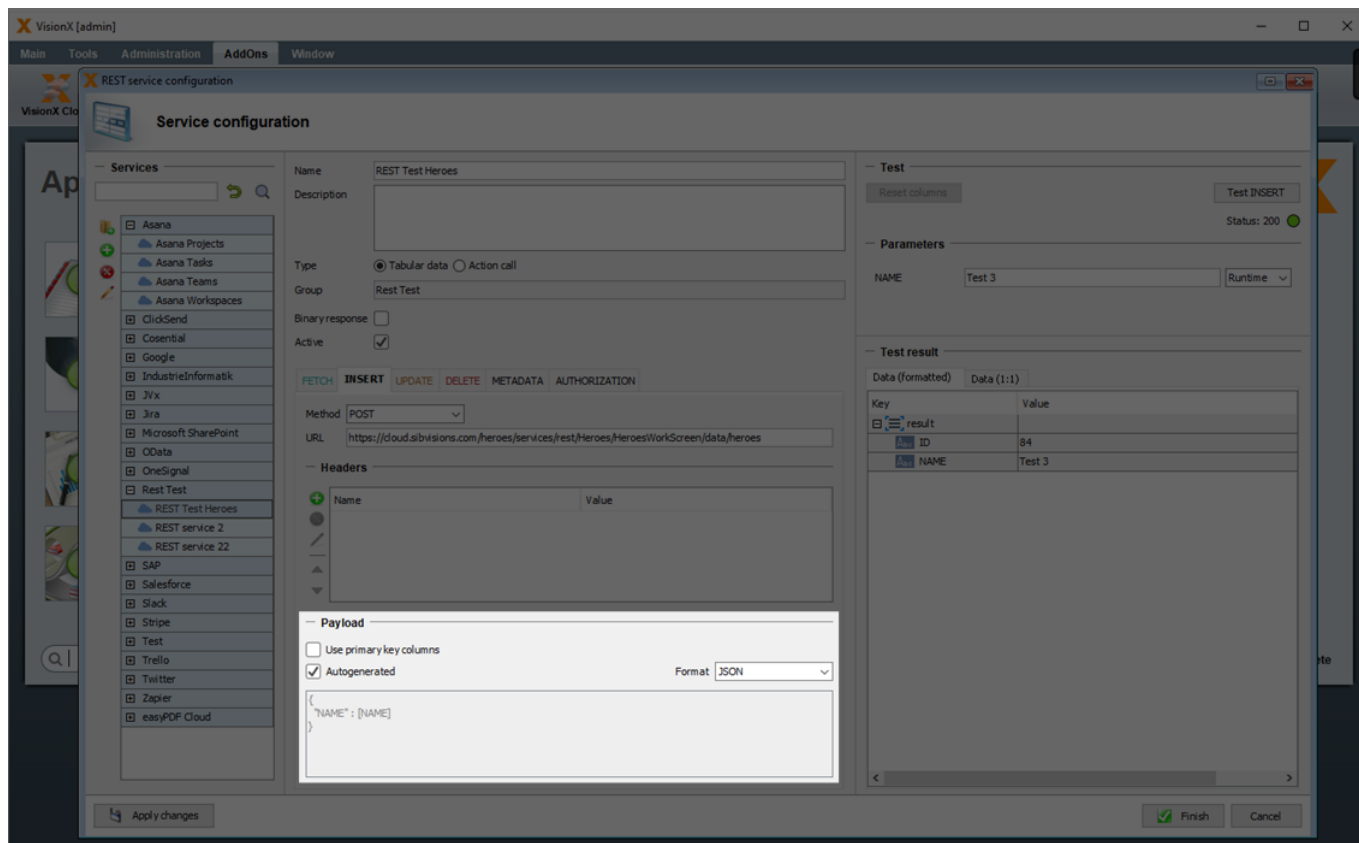 VisionX [admin]
Main Tools Administration AddOns Window
VisionX Clo
REST service configuration
Service configuration
Ap
Services
Asana
Asana Projects
Asana Tasks
Asana Teams
Asana Workspaces
ClickSend
Cosential
Google
IndustrieInformatik
JVx
Jira
Microsoft SharePoint
OData
OneSignal
Rest Test
REST Test Heroes
REST service 2
REST service 22
SAP
Salesforce
Slack
Stripe
Test
Trello
Twitter
Zapier
easyPDF Cloud
Name REST Test Heroes
Description
Type Tabular data Action call
Group Rest Test
Binary response
Active
FETCH INSERT UPDATE DELETE METADATA AUTHORIZATION
Method POST
URL https://cloud.sibvisions.com/heroes/services/rest/Heroes/HeroesWorkScreen/data/heroes
Headers
Name Value
Payload
Use primary key columns
Autogenerated Format JSON
{
"NAME" : [NAME]
}
Test
Reset columns Test INSERT
Status: 200
Parameters
NAME Test 3 Runtime
Test result
Data (formatted) Data (1:1)
Key Value
result
Abc ID 84
Abc NAME Test 3
Apply changes Finish Cancel